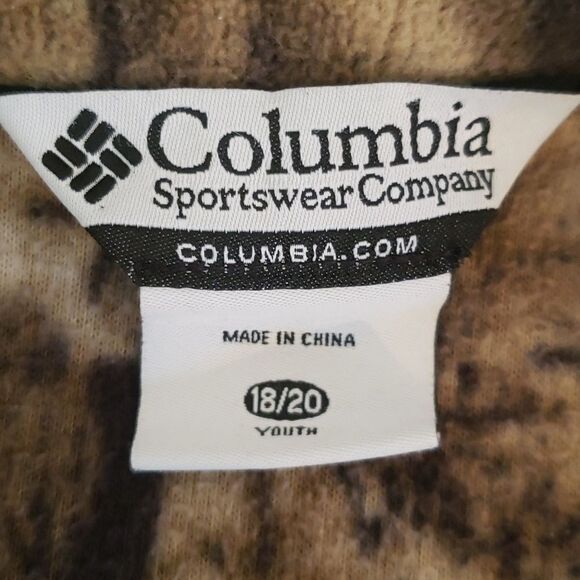 Columbia
Sportswear Company
COLUMBIA.COM
MADE IN CHINA
18/20
YOUTH